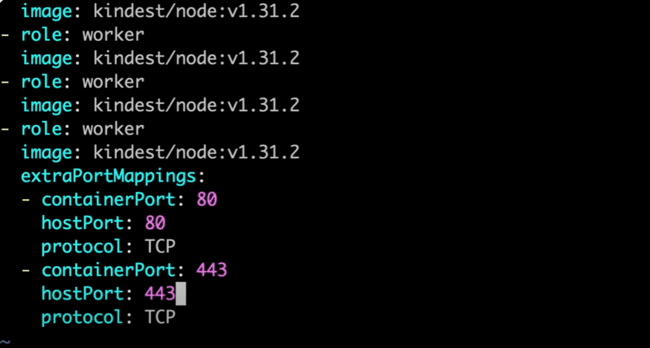 image: kindest/node:v1.31.2
- role: worker
  image: kindest/node:v1.31.2
- role: worker
  image: kindest/node:v1.31.2
- role: worker
  image: kindest/node:v1.31.2
  extraPortMappings:
  - containerPort: 80
    hostPort: 80
    protocol: TCP
  - containerPort: 443
    hostPort: 443
    protocol: TCP
~